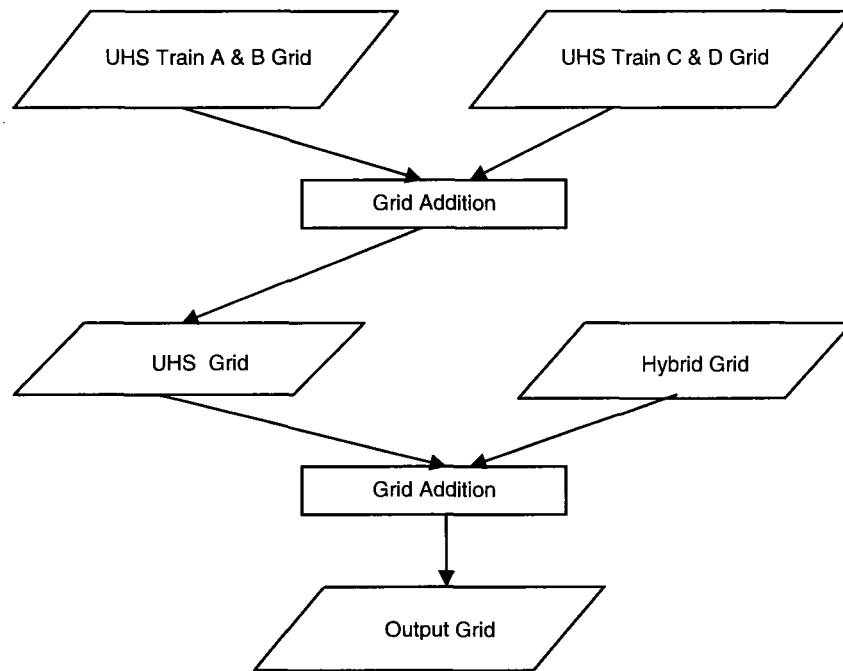 UHS Train A & B Grid
UHS Train C & D Grid
Grid Addition
UHS Grid
Hybrid Grid
Grid Addition
Output Grid